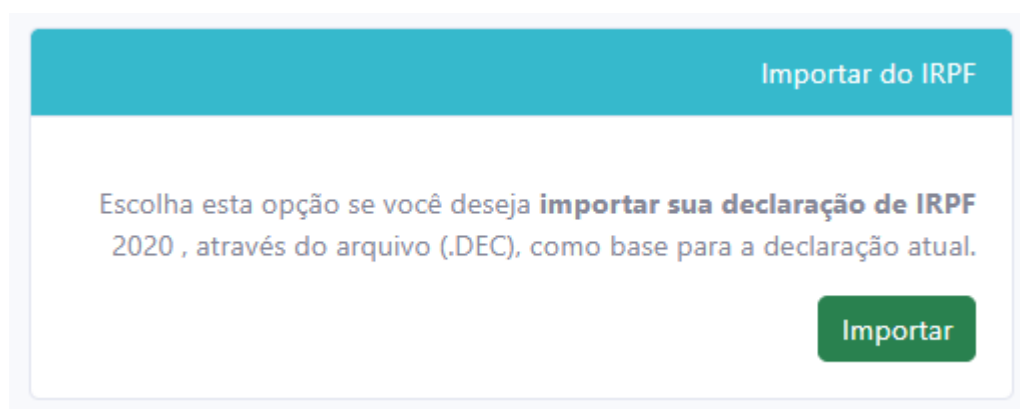 Importar do IRPF
Escolha esta opção se você deseja importar sua declaração de IRPF
2020 , através do arquivo (.DEC), como base para a declaração atual.
Importar